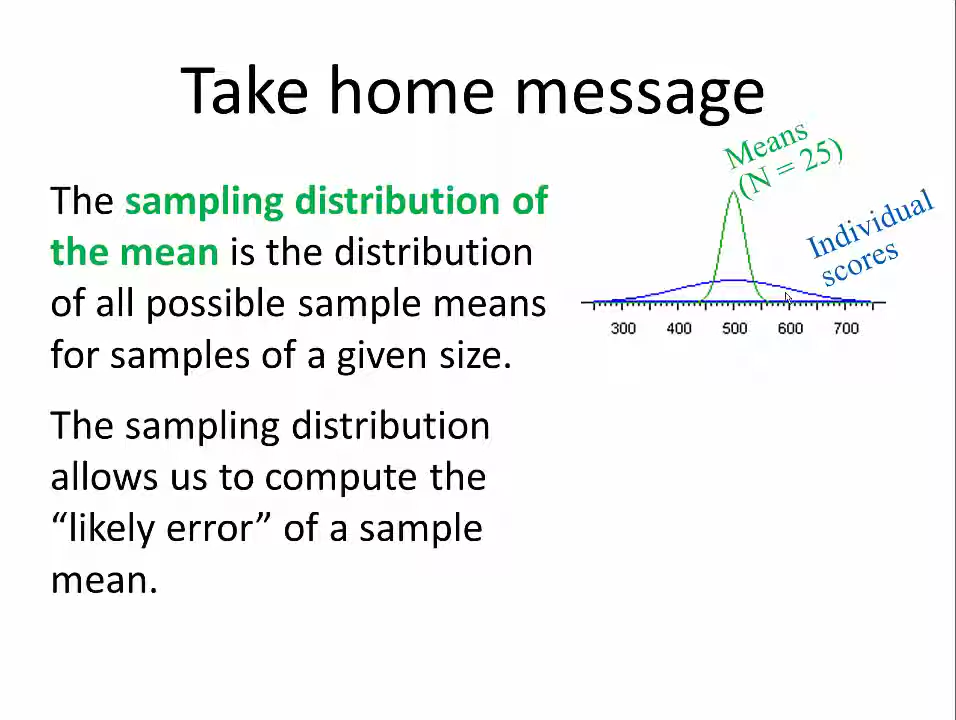 Take home message
Means
(N = 25)
The sampling distribution of
the mean is the distribution
of all possible sample means
for samples of a given size.
Individual
scores
300 400 500 600 700
The sampling distribution
allows us to compute the
“likely error” of a sample
mean.